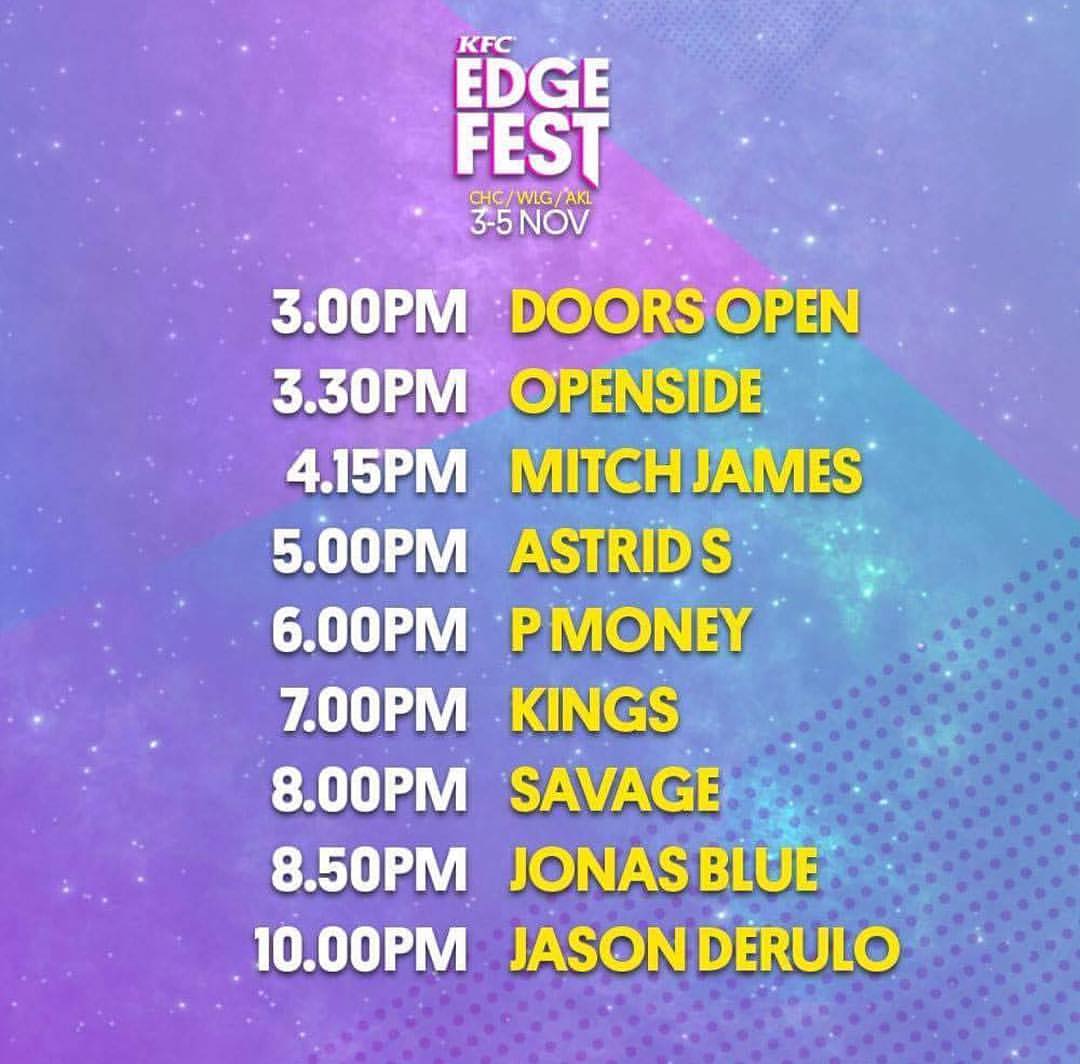 KFC
EDGE
FEST
CHC / WLG / AKL
3-5 NOV
3.00PM DOORS OPEN
3.30PM OPENSIDE
4.15PM MITCH JAMES
5.00PM ASTRID S
6.00PM P MONEY
7.00PM KINGS
8.00PM SAVAGE
8.50PM JONAS BLUE
10.00PM JASON DERULO